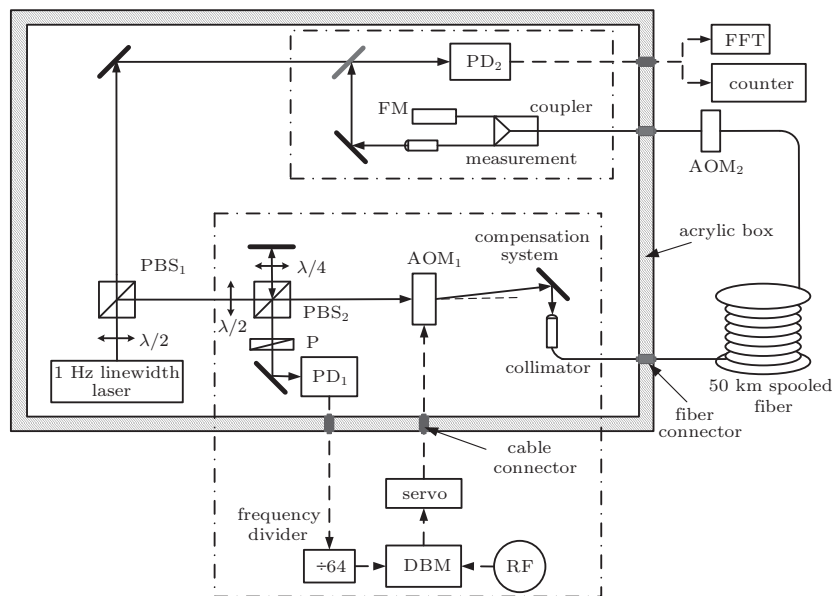 FFT
PD2
counter
FM
coupler
measurement
AOM2
acrylic box
compensation
system
AOM1
PBS1
λ/4
λ/2
PBS2
λ/2
P
1 Hz linewidth
laser
PD1
collimator
50 km spooled
fiber
fiber
connector
cable
connector
servo
frequency
divider
÷64
DBM
RF